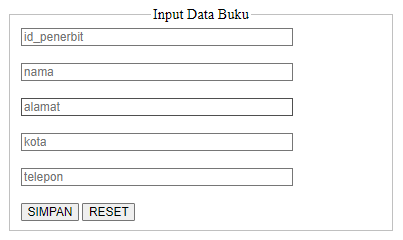 Input Data Buku
id_penerbit
nama
alamat
kota
telepon
SIMPAN RESET